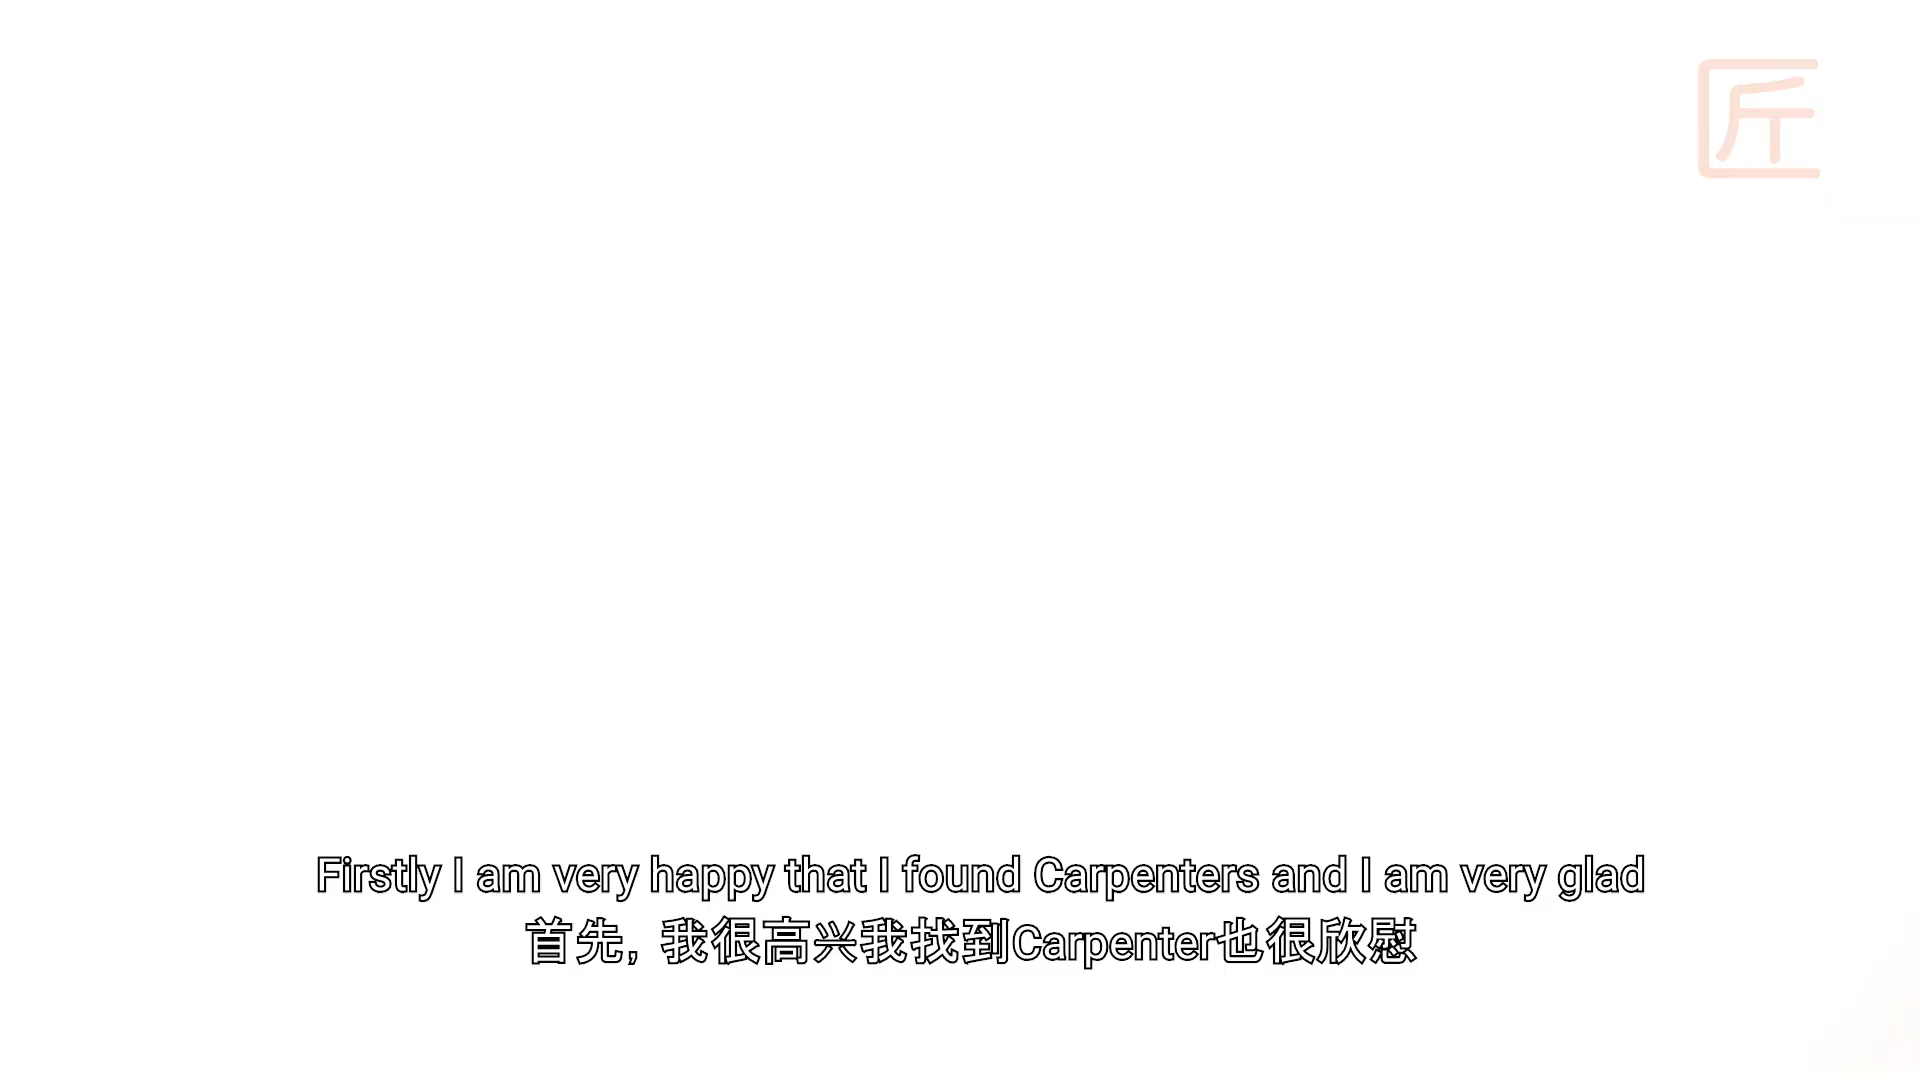 匠
Firstly I am very happy that I found Carpenters and I am very glad
首先, 我很高兴我找到Carpenter也很欣慰